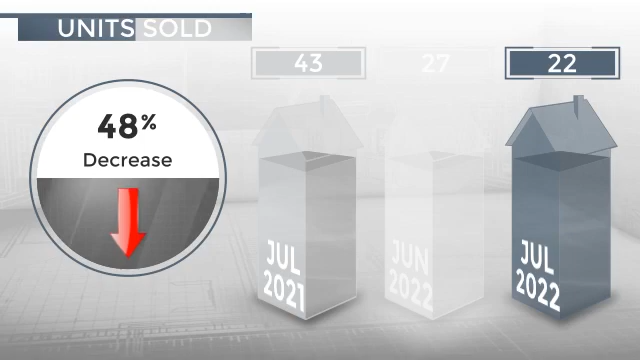 UNITS SOLD
43
27
22
48%
Decrease
JUL
2021
JUN
2022
JUL
2022